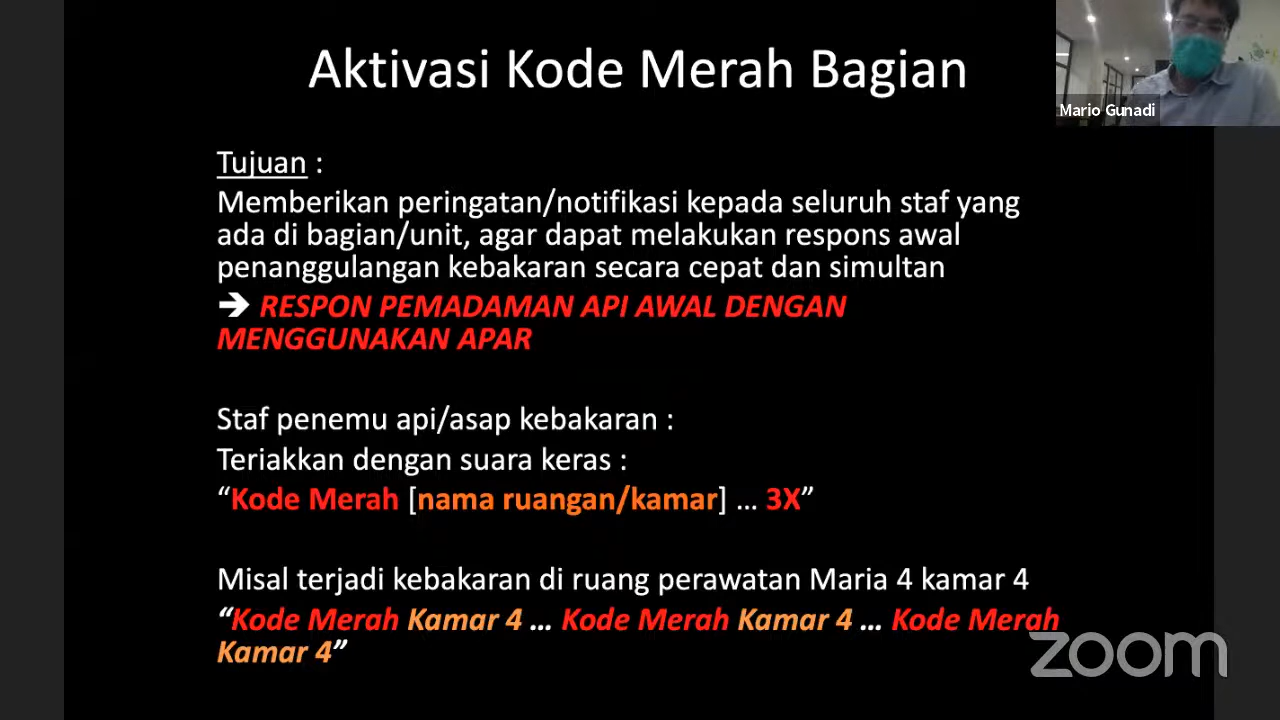 Aktivasi Kode Merah Bagian
Mario Gunadi
Tujuan :
Memberikan peringatan/notifikasi kepada seluruh staf yang
ada di bagian/unit, agar dapat melakukan respons awal
penanggulangan kebakaran secara cepat dan simultan
➔ RESPON PEMADAMAN API AWAL DENGAN
MENGGUNAKAN APAR
Staf penemu api/asap kebakaran :
Teriakkan dengan suara keras :
“Kode Merah [nama ruangan/kamar] … 3X”
Misal terjadi kebakaran di ruang perawatan Maria 4 kamar 4
“Kode Merah Kamar 4 … Kode Merah Kamar 4 … Kode Merah
Kamar 4”
zoom